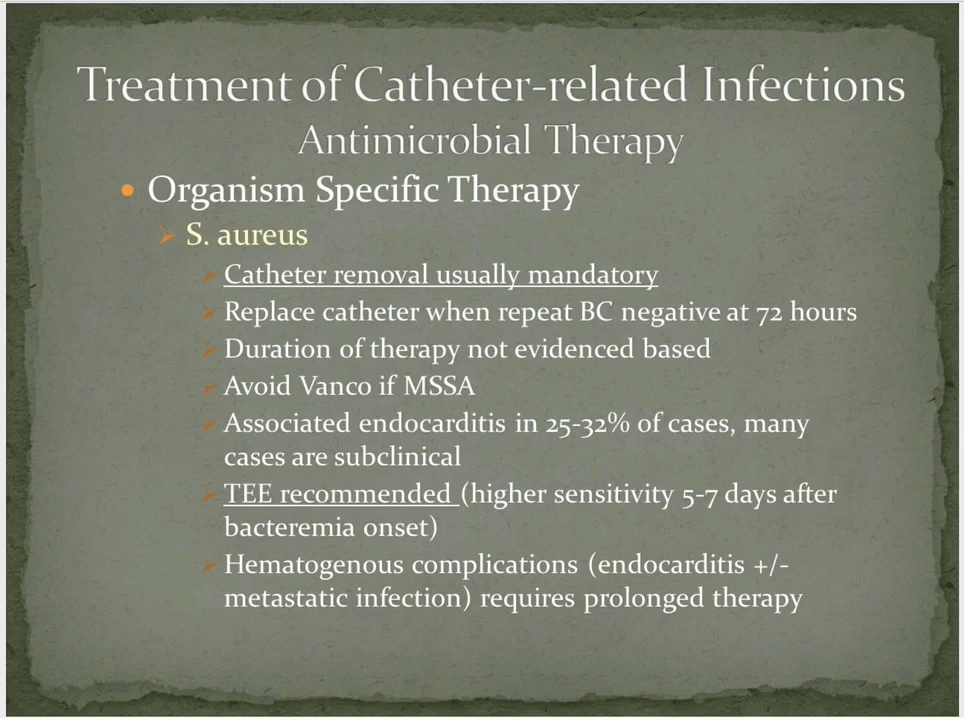 Treatment of Catheter-related Infections
Antimicrobial Therapy
Organism Specific Therapy
S. aureus
Catheter removal usually mandatory
Replace catheter when repeat BC negative at 72 hours
Duration of therapy not evidenced based
Avoid Vanco if MSSA
Associated endocarditis in 25-32% of cases, many
cases are subclinical
TEE recommended (higher sensitivity 5-7 days after
bacteremia onset)
Hematogenous complications (endocarditis +/-
metastatic infection) requires prolonged therapy